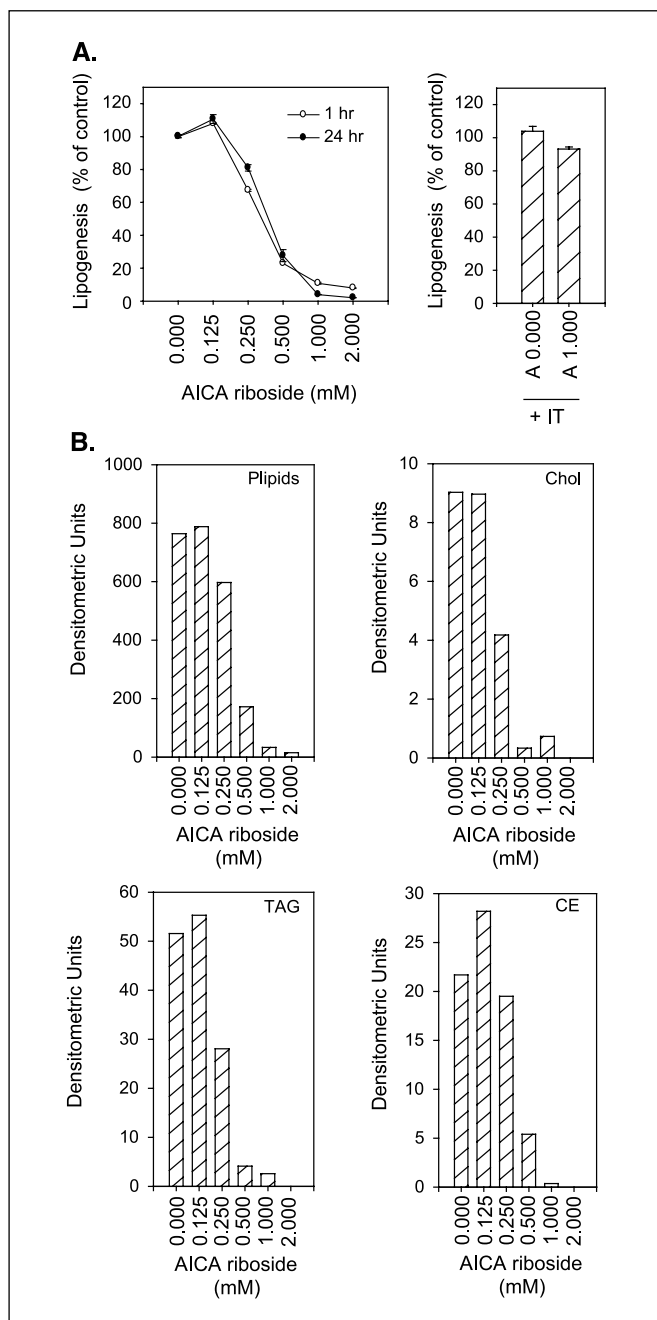 A.
Lipogenesis (% of control)
120
100
80
60
40
20
0
1 hr
24 hr
0.000
0.125
0.250
0.500
1.000
2.000
AICA riboside (mM)
Lipogenesis (% of control)
120
100
80
60
40
20
0
A 0.000
A 1.000
+ IT
B.
Densitometric Units
1000
800
600
400
200
0
Plipids
0.000
0.125
0.250
0.500
1.000
2.000
AICA riboside
(mM)
Densitometric Units
10
8
6
4
2
0
Chol
0.000
0.125
0.250
0.500
1.000
2.000
AICA riboside
(mM)
Densitometric Units
60
50
40
30
20
10
0
TAG
0.000
0.125
0.250
0.500
1.000
2.000
AICA riboside
(mM)
Densitometric Units
30
25
20
15
10
5
0
CE
0.000
0.125
0.250
0.500
1.000
2.000
AICA riboside
(mM)